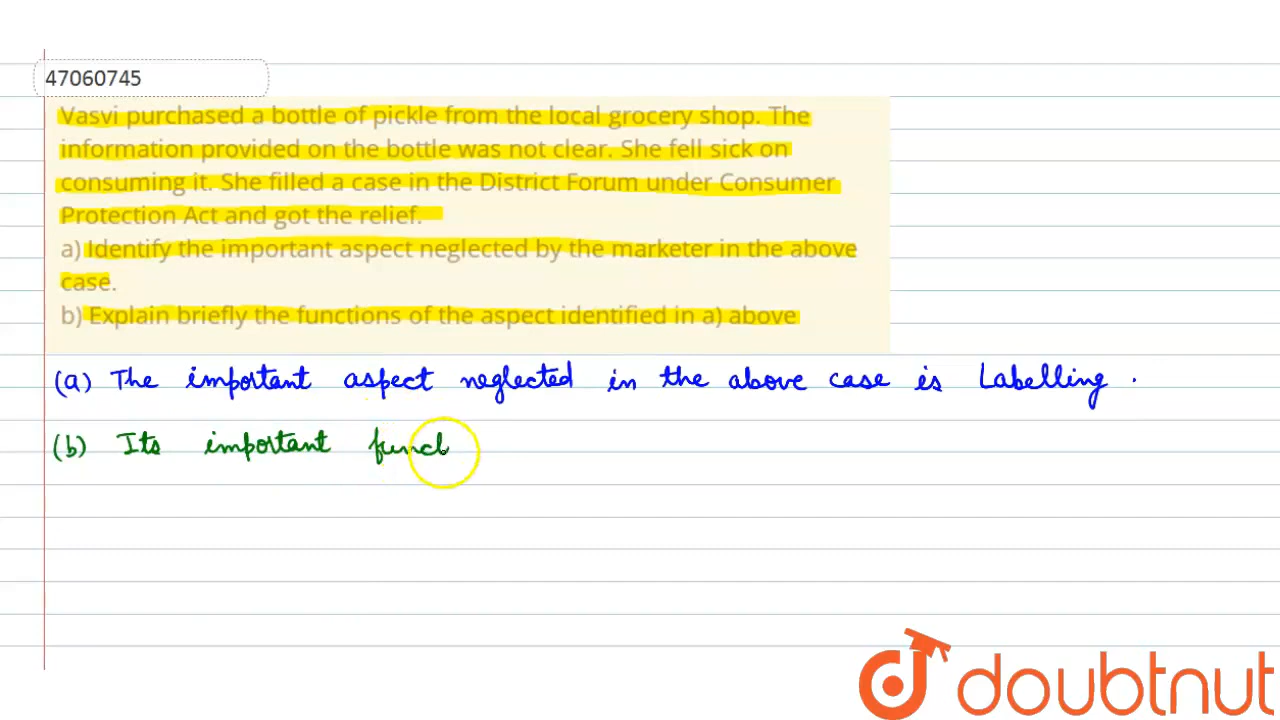 47060745
Vasvi purchased a bottle of pickle from the local grocery shop. The
information provided on the bottle was not clear. She fell sick on
consuming it. She filled a case in the District Forum under Consumer
Protection Act and got the relief.
a) Identify the important aspect neglected by the marketer in the above
case.
b) Explain briefly the functions of the aspect identified in a) above
(a) The important aspect neglected in the above case is Labelling.
(b) Its important func
doubtnut